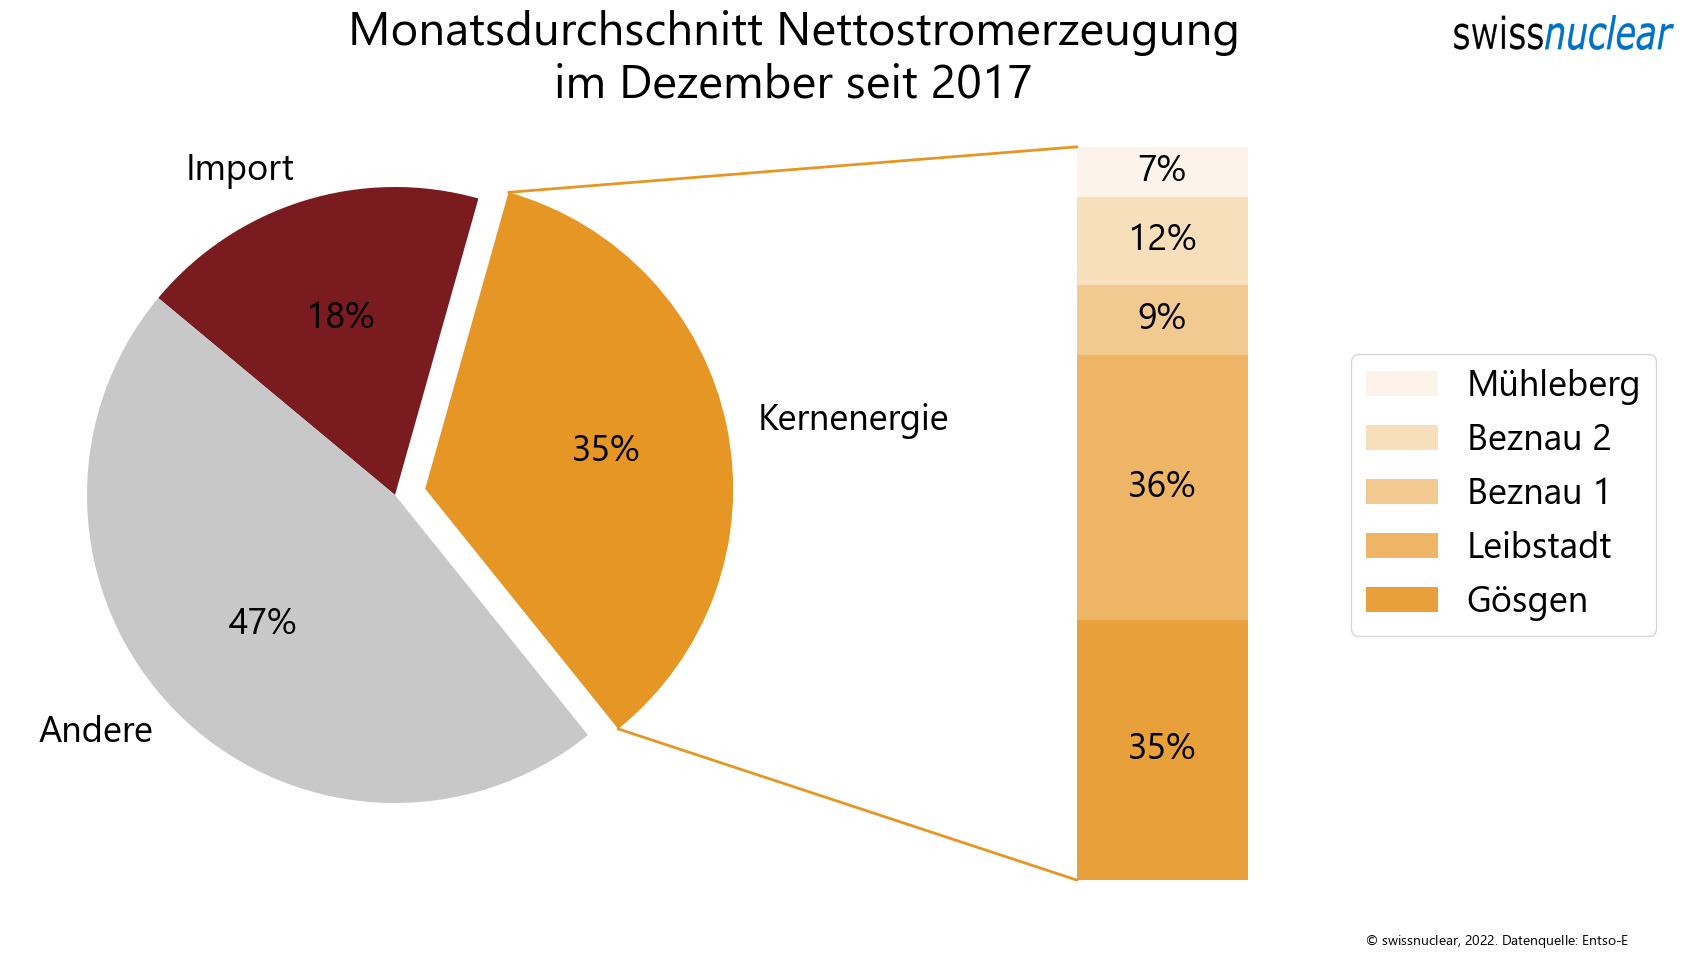 Monatsdurchschnitt Nettostromerzeugung
im Dezember seit 2017
swissnuclear
Import
18%
35%
Kernenergie
47%
Andere
7%
12%
9%
36%
35%
Mühleberg
Beznau 2
Beznau 1
Leibstadt
Gösgen
© swissnuclear, 2022. Datenquelle: Entso-E